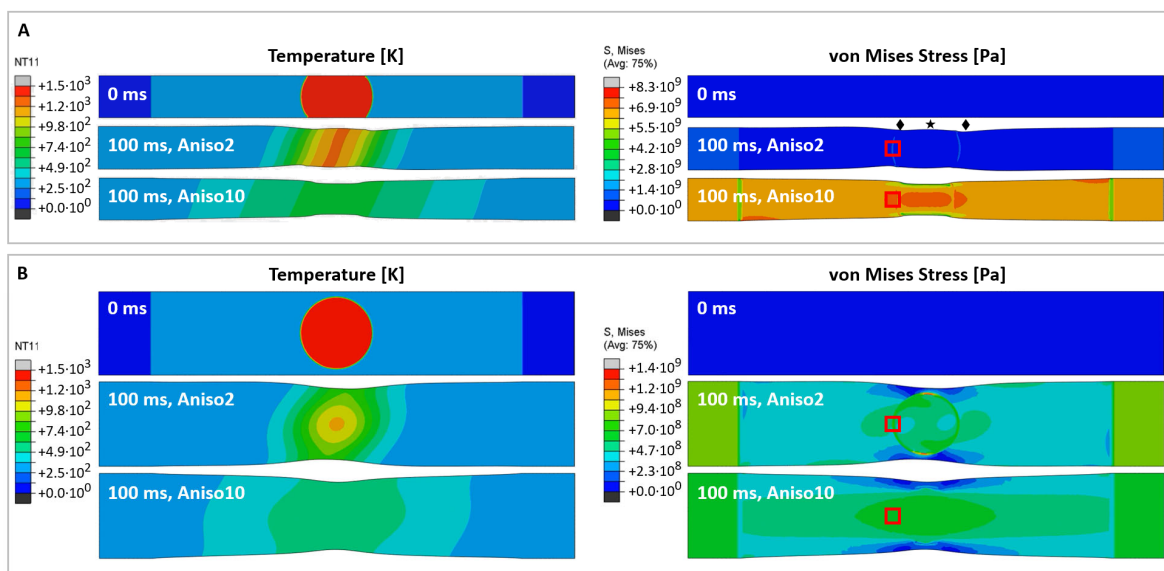 A
Temperature [K]
von Mises Stress [Pa]
NT11
+1.5·10³
+1.2·10³
+9.8·10²
+7.4·10²
+4.9·10²
+2.5·10²
+0.0·10⁰
0 ms
100 ms, Aniso2
100 ms, Aniso10
S, Mises
(Avg: 75%)
+8.3·10⁹
+6.9·10⁹
+5.5·10⁹
+4.2·10⁹
+2.8·10⁹
+1.4·10⁹
+0.0·10⁰
0 ms
100 ms, Aniso2
100 ms, Aniso10
B
Temperature [K]
von Mises Stress [Pa]
NT11
+1.5·10³
+1.2·10³
+9.8·10²
+7.4·10²
+4.9·10²
+2.5·10²
+0.0·10⁰
0 ms
100 ms, Aniso2
100 ms, Aniso10
S, Mises
(Avg: 75%)
+1.4·10⁹
+1.2·10⁹
+9.4·10⁸
+7.0·10⁸
+4.7·10⁸
+2.3·10⁸
+0.0·10⁰
0 ms
100 ms, Aniso2
100 ms, Aniso10